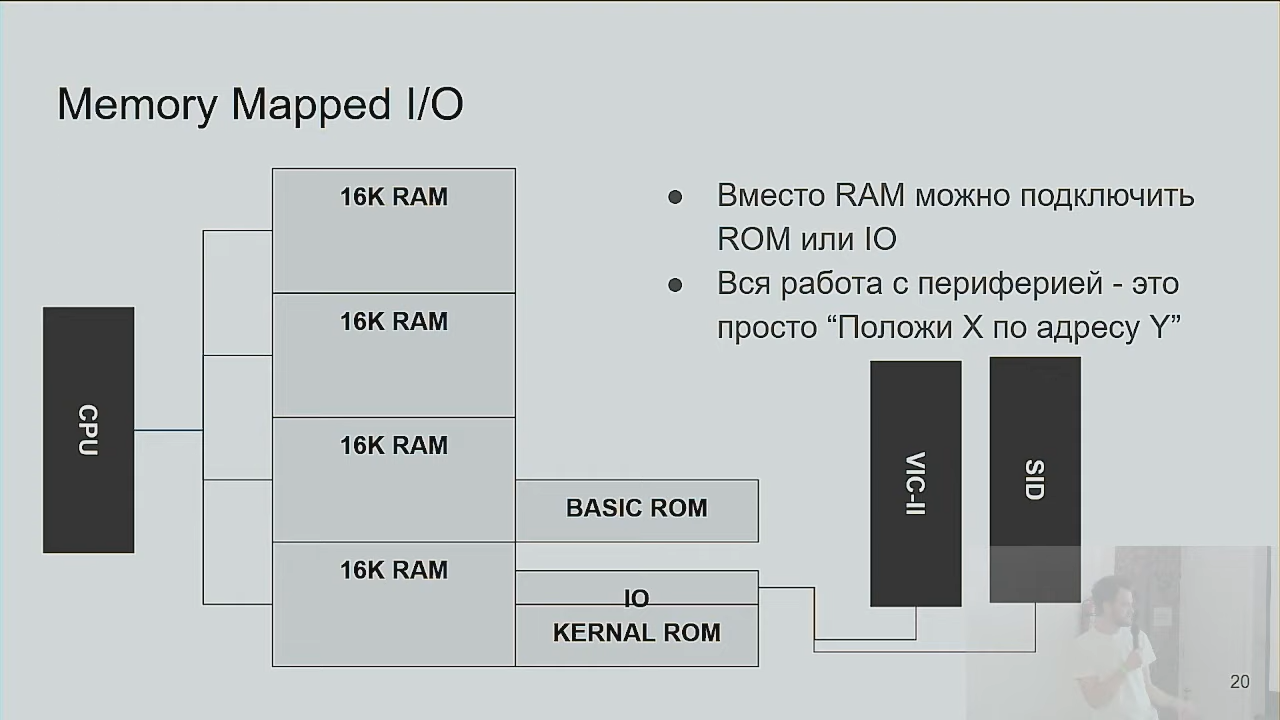 Memory Mapped I/O
16K RAM
16K RAM
16K RAM
16K RAM
CPU
BASIC ROM
IO
KERNAL ROM
● Вместо RAM можно подключить
ROM или IO
● Вся работа с периферией - это
просто “Положи X по адресу Y”
VIC-II
SID
20